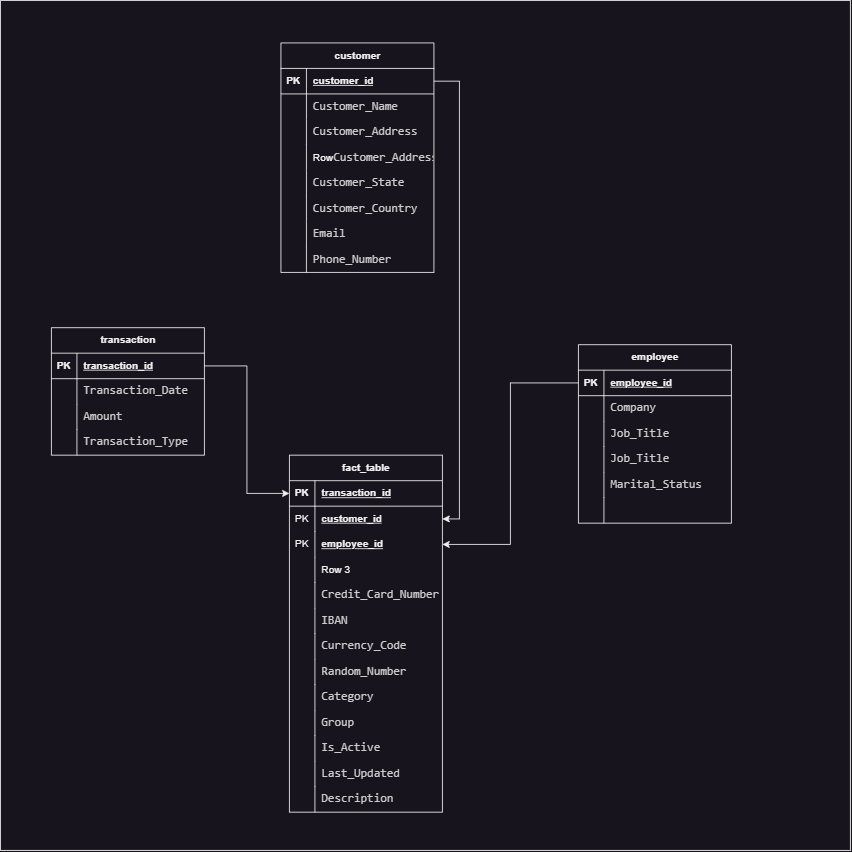 customer
PK customer_id
Customer_Name
Customer_Address
RowCustomer_Address
Customer_State
Customer_Country
Email
Phone_Number
transaction
PK transaction_id
Transaction_Date
Amount
Transaction_Type
employee
PK employee_id
Company
Job_Title
Job_Title
Marital_Status
fact_table
PK transaction_id
PK customer_id
PK employee_id
Row 3
Credit_Card_Number
IBAN
Currency_Code
Random_Number
Category
Group
Is_Active
Last_Updated
Description